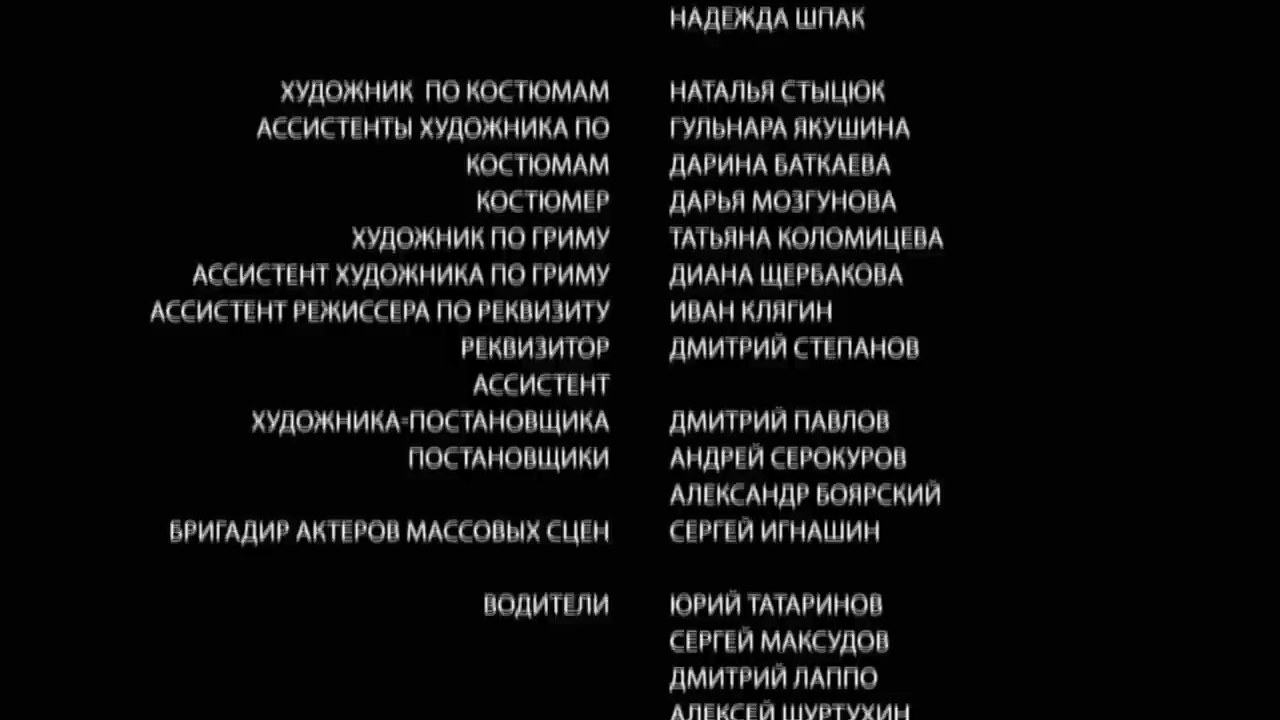 НАДЕЖДА ШПАК
ХУДОЖНИК ПО КОСТЮМАМ НАТАЛЬЯ СТЫЦЮК
АССИСТЕНТЫ ХУДОЖНИКА ПО ГУЛЬНАРА ЯКУШИНА
КОСТЮМАМ ДАРИНА БАТКАЕВА
КОСТЮМЕР ДАРЬЯ МОЗГУНОВА
ХУДОЖНИК ПО ГРИМУ ТАТЬЯНА КОЛОМИЦЕВА
АССИСТЕНТ ХУДОЖНИКА ПО ГРИМУ ДИАНА ЩЕРБАКОВА
АССИСТЕНТ РЕЖИССЕРА ПО РЕКВИЗИТУ ИВАН КЛЯГИН
РЕКВИЗИТОР ДМИТРИЙ СТЕПАНОВ
АССИСТЕНТ
ХУДОЖНИКА-ПОСТАНОВЩИКА ДМИТРИЙ ПАВЛОВ
ПОСТАНОВЩИКИ АНДРЕЙ СЕРОКУРОВ
АЛЕКСАНДР БОЯРСКИЙ
БРИГАДИР АКТЕРОВ МАССОВЫХ СЦЕН СЕРГЕЙ ИГНАШИН
ВОДИТЕЛИ ЮРИЙ ТАТАРИНОВ
СЕРГЕЙ МАКСУДОВ
ДМИТРИЙ ЛАППО
АЛЕКСЕЙ ШУРТУХИН